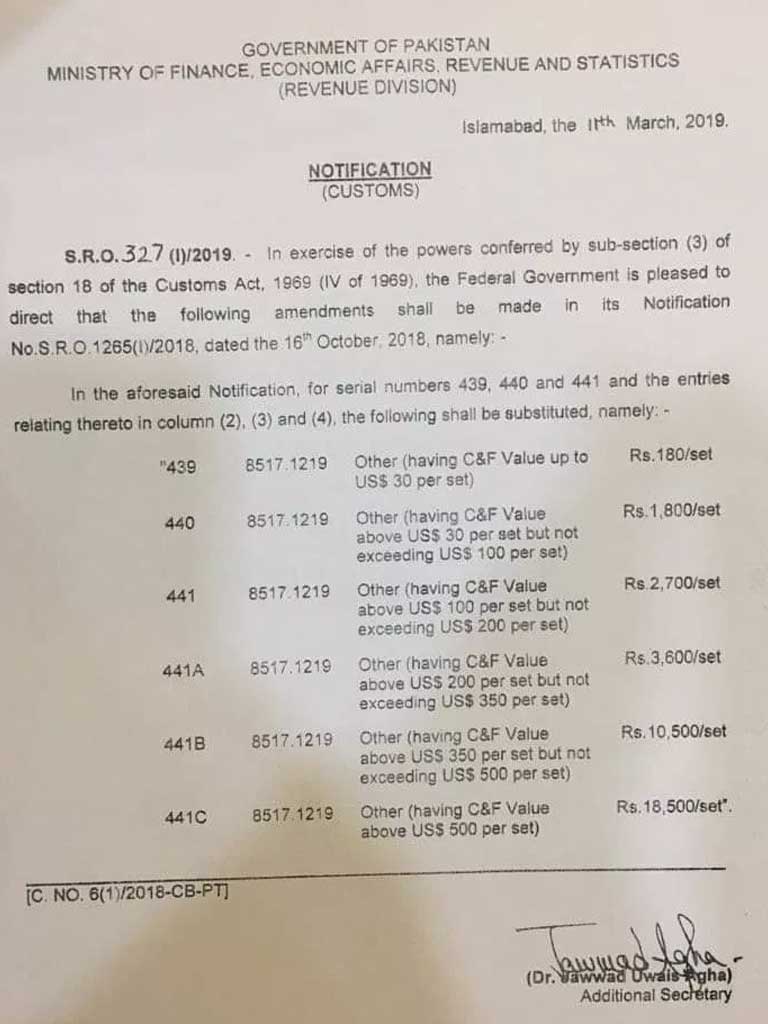 GOVERNMENT OF PAKISTAN
MINISTRY OF FINANCE, ECONOMIC AFFAIRS, REVENUE AND STATISTICS
(REVENUE DIVISION)
Islamabad, the 11th March, 2019.
NOTIFICATION
(CUSTOMS)
S.R.O. 327 (I)/2019. - In exercise of the powers conferred by sub-section (3) of
section 18 of the Customs Act, 1969 (IV of 1969), the Federal Government is pleased to
direct that the following amendments shall be made in its Notification
No.S.R.O.1265(I)/2018, dated the 16th October, 2018, namely: -
In the aforesaid Notification, for serial numbers 439, 440 and 441 and the entries
relating thereto in column (2), (3) and (4), the following shall be substituted, namely: -
"439 8517.1219 Other (having C&F Value up to Rs.180/set
US$ 30 per set)
440 8517.1219 Other (having C&F Value Rs.1,800/set
above US$ 30 per set but not
exceeding US$ 100 per set)
441 8517.1219 Other (having C&F Value Rs.2,700/set
above US$ 100 per set but not
exceeding US$ 200 per set)
441A 8517.1219 Other (having C&F Value Rs.3,600/set
above US$ 200 per set but not
exceeding US$ 350 per set)
441B 8517.1219 Other (having C&F Value Rs.10,500/set
above US$ 350 per set but not
exceeding US$ 500 per set)
441C 8517.1219 Other (having C&F Value Rs.18,500/set".
above US$ 500 per set)
[C. NO. 6(1)/2018-CB-PT]
Jawwad Agha
(Dr. Jawwad Uwais Agha)
Additional Secretary